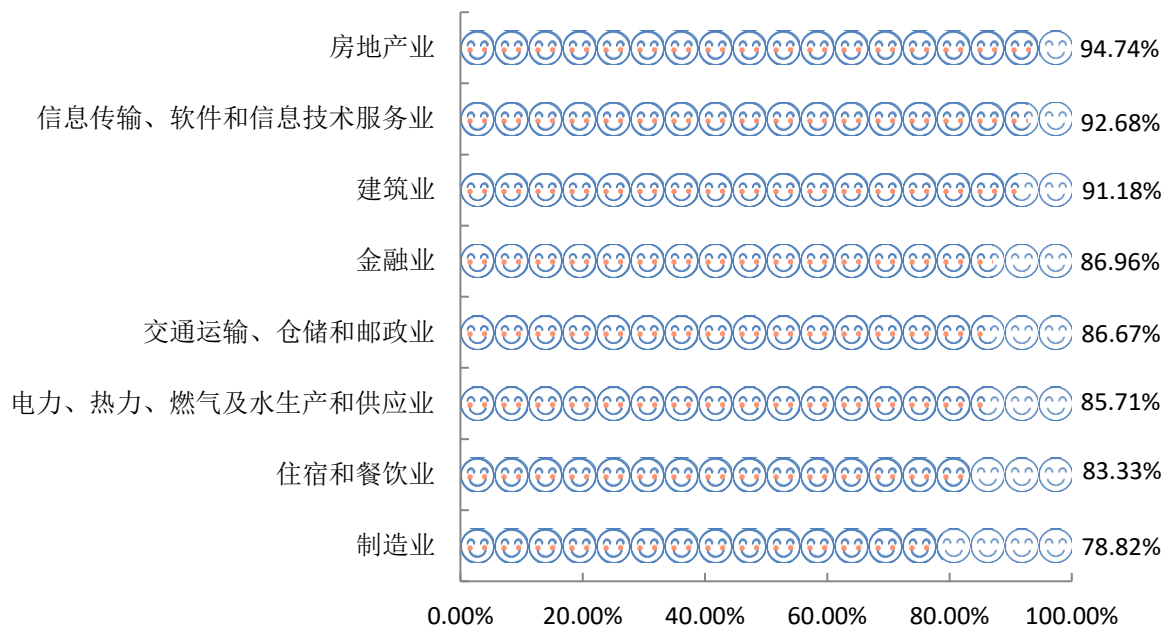 房地产业 94.74%
信息传输、软件和信息技术服务业 92.68%
建筑业 91.18%
金融业 86.96%
交通运输、仓储和邮政业 86.67%
电力、热力、燃气及水生产和供应业 85.71%
住宿和餐饮业 83.33%
制造业 78.82%
0.00% 20.00% 40.00% 60.00% 80.00% 100.00%